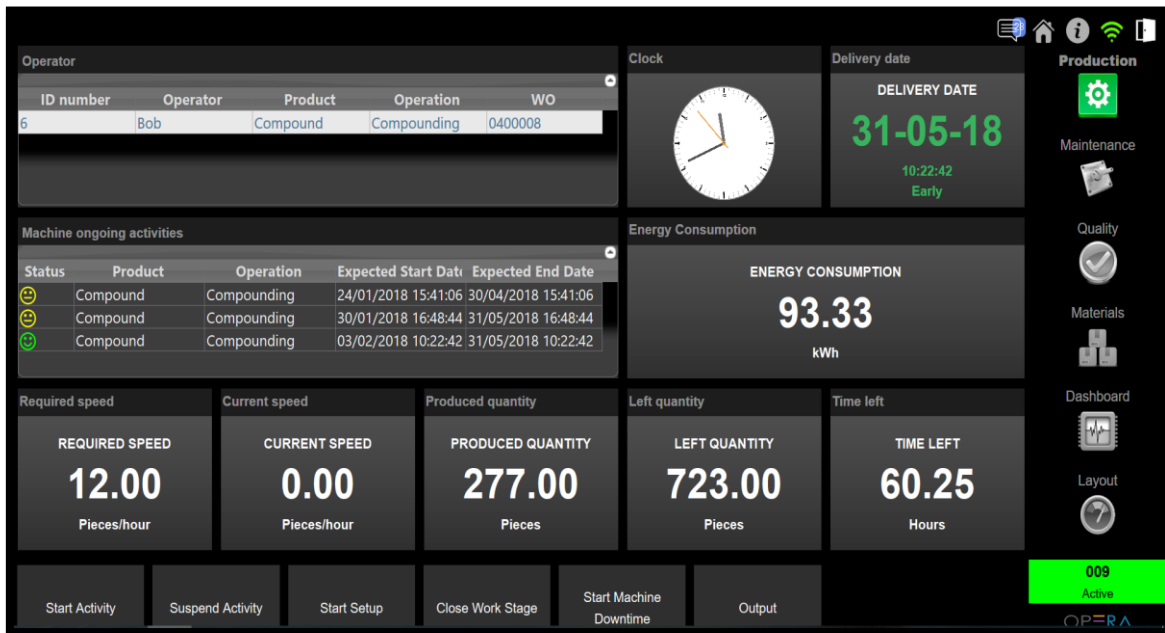 Operator
ID number Operator Product Operation WO
6 Bob Compound Compounding 0400008
Clock
Delivery date
DELIVERY DATE
31-05-18
10:22:42
Early
Machine ongoing activities
Status Product Operation Expected Start Date Expected End Date
Compound Compounding 24/01/2018 15:41:06 30/04/2018 15:41:06
Compound Compounding 30/01/2018 16:48:44 31/05/2018 16:48:44
Compound Compounding 03/02/2018 10:22:42 31/05/2018 10:22:42
Energy Consumption
ENERGY CONSUMPTION
93.33
kWh
Required speed
REQUIRED SPEED
12.00
Pieces/hour
Current speed
CURRENT SPEED
0.00
Pieces/hour
Produced quantity
PRODUCED QUANTITY
277.00
Pieces
Left quantity
LEFT QUANTITY
723.00
Pieces
Time left
TIME LEFT
60.25
Hours
Start Activity
Suspend Activity
Start Setup
Close Work Stage
Start Machine
Downtime
Output
Production
Maintenance
Quality
Materials
Dashboard
Layout
009
Active
OPERA